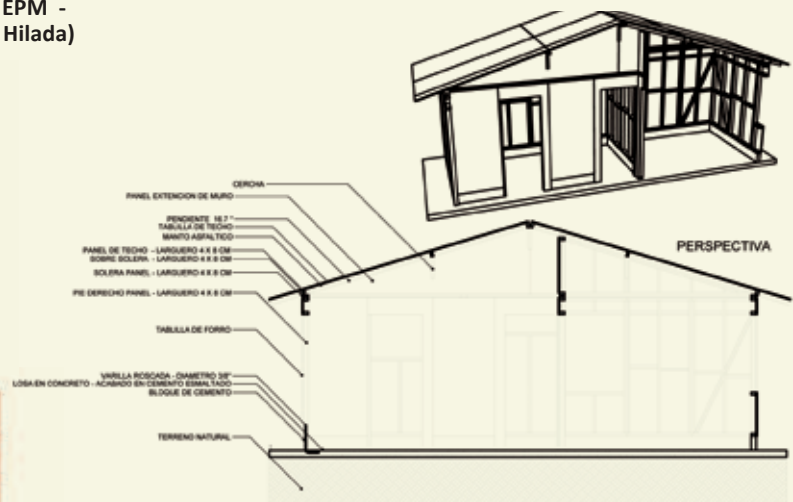 EPM -
Hilada)
CERCHA
PANEL EXTENCION DE MURO
PENDIENTE 16.7 °
TABLILLA DE TECHO
MANTO ASFALTICO
PANEL DE TECHO - LARGUERO 4 X 8 CM
SOBRE SOLERA - LARGUERO 4 X 8 CM
SOLERA PANEL - LARGUERO 4 X 8 CM
PIE DERECHO PANEL - LARGUERO 4 X 8 CM
TABLILLA DE FORRO
VARILLA ROSCADA - DIAMETRO 3/8"
LOSA EN CONCRETO - ACABADO EN CEMENTO ESMALTADO
BLOQUE DE CEMENTO
TERRENO NATURAL
PERSPECTIVA